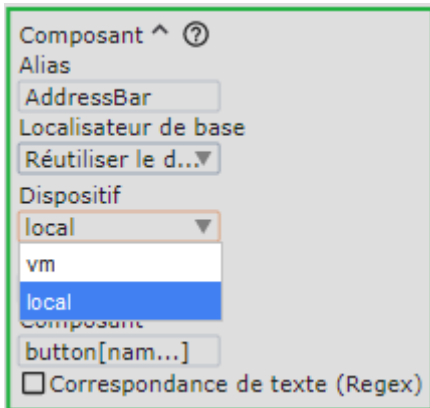 Composant ^ ?
Alias
AddressBar
Localisateur de base
Réutiliser le d...▼
Dispositif
local ▼
vm
local
Composant
button[nam...]
Correspondance de texte (Regex)